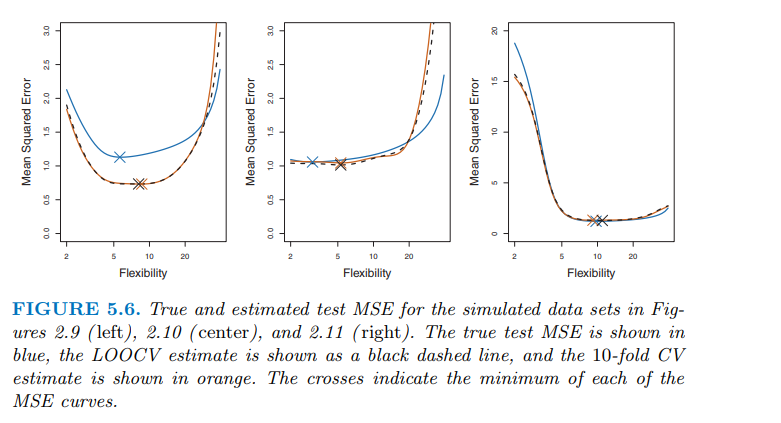 Mean Squared Error
0.0 0.5 1.0 1.5 2.0 2.5 3.0
2 5 10 20
Flexibility
Mean Squared Error
0.0 0.5 1.0 1.5 2.0 2.5 3.0
2 5 10 20
Flexibility
Mean Squared Error
0 5 10 15 20
2 5 10 20
Flexibility
FIGURE 5.6. True and estimated test MSE for the simulated data sets in Fig-
ures 2.9 (left), 2.10 (center), and 2.11 (right). The true test MSE is shown in
blue, the LOOCV estimate is shown as a black dashed line, and the 10-fold CV
estimate is shown in orange. The crosses indicate the minimum of each of the
MSE curves.